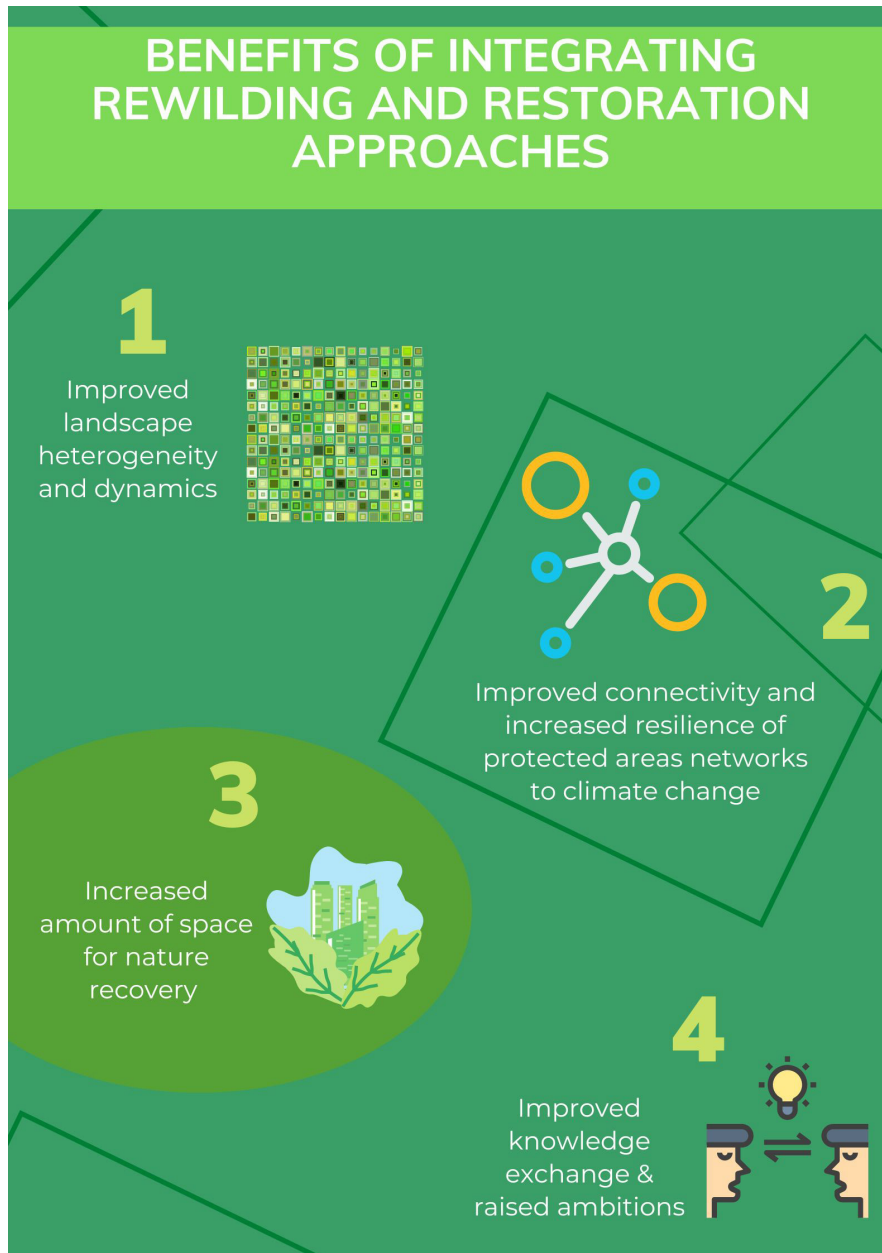 BENEFITS OF INTEGRATING
REWILDING AND RESTORATION
APPROACHES
1
Improved
landscape
heterogeneity
and dynamics
2
Improved connectivity and
increased resilience of
protected areas networks
to climate change
3
Increased
amount of space
for nature
recovery
4
Improved
knowledge
exchange &
raised ambitions